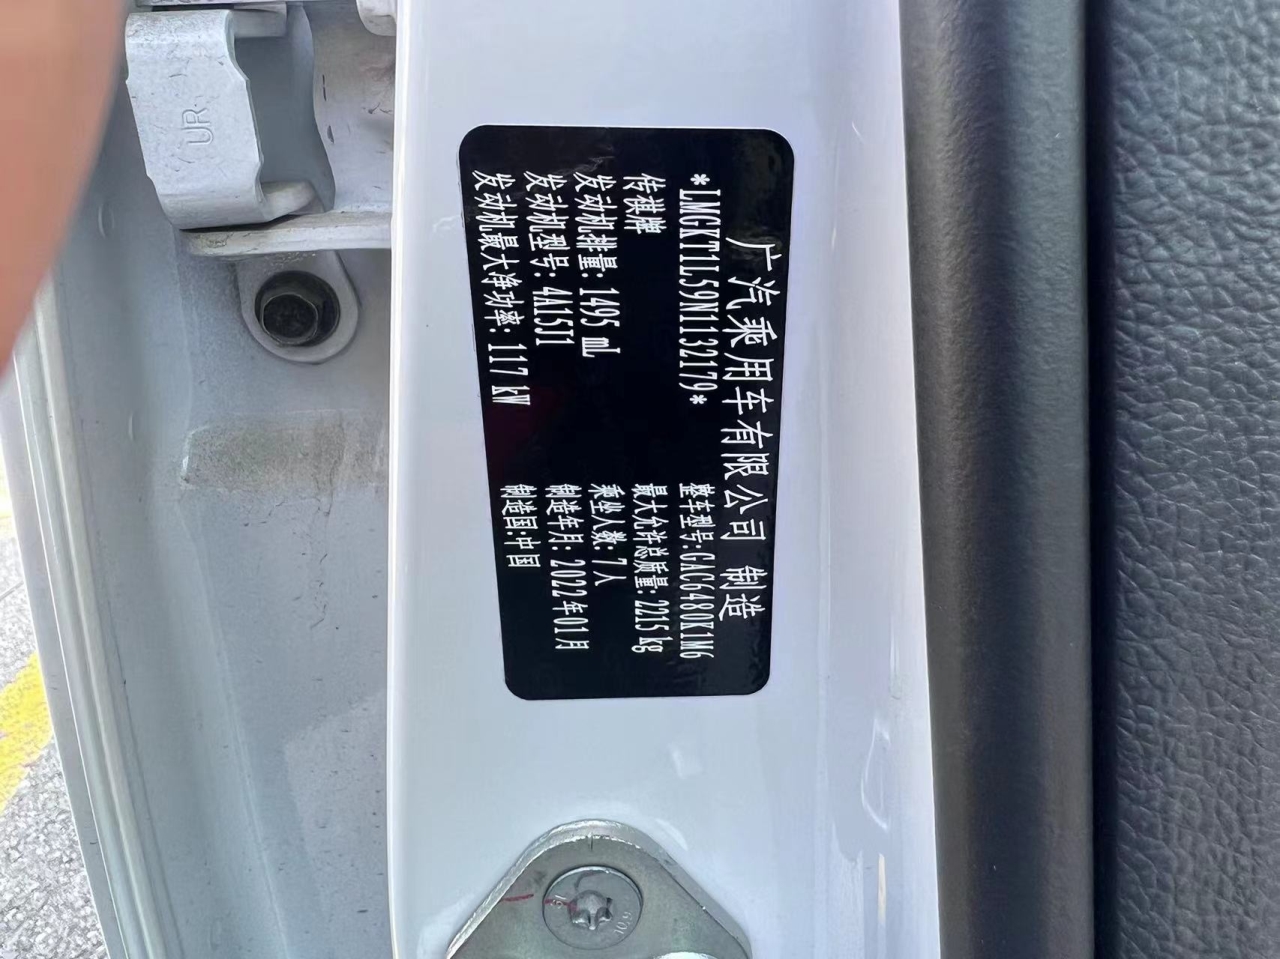 广汽乘用车有限公司 制造
*LMGKT1L59N1132179* 整车型号:GAC6480K1M6
传祺牌 最大允许总质量: 2215 kg
发动机排量: 1495 mL 乘坐人数: 7人
发动机型号: 4A15J1 制造年月: 2022年01月
发动机最大净功率: 117 kW 制造国:中国
UR
10.9